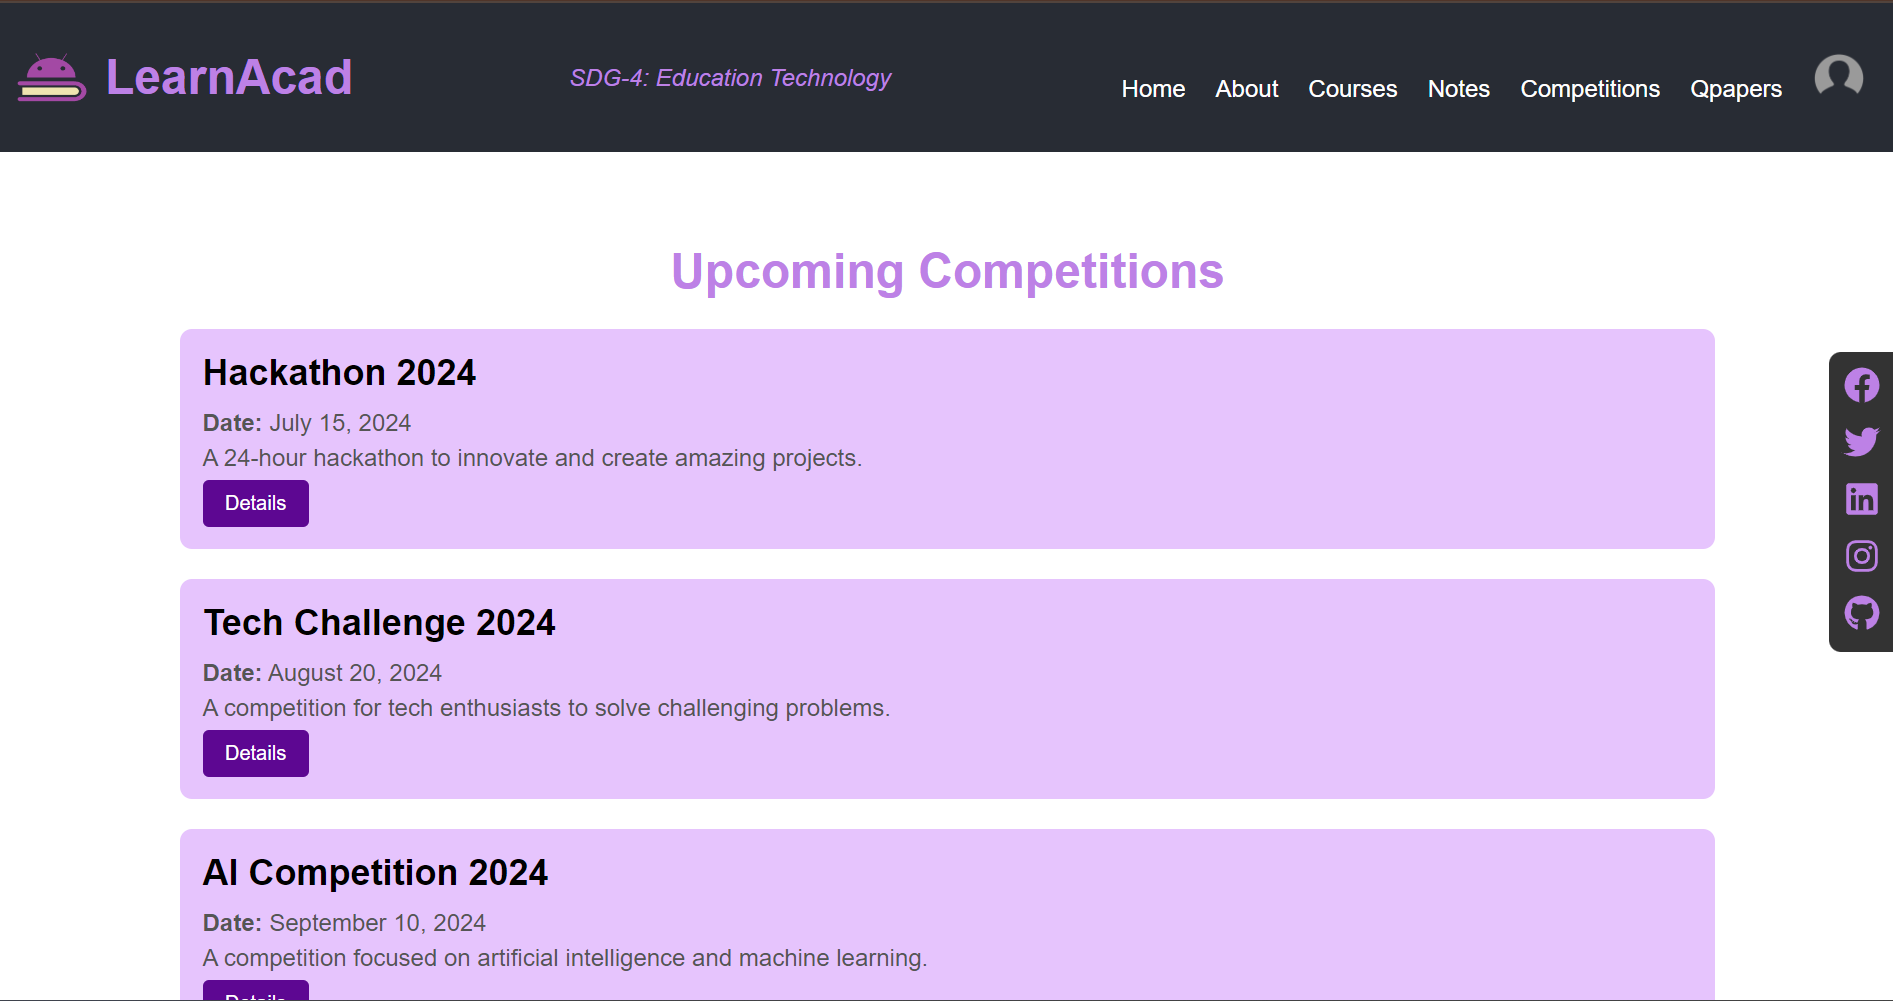 LearnAcad
SDG-4: Education Technology
Home About Courses Notes Competitions Qpapers
Upcoming Competitions
Hackathon 2024
Date: July 15, 2024
A 24-hour hackathon to innovate and create amazing projects.
Details
Tech Challenge 2024
Date: August 20, 2024
A competition for tech enthusiasts to solve challenging problems.
Details
AI Competition 2024
Date: September 10, 2024
A competition focused on artificial intelligence and machine learning.
Details